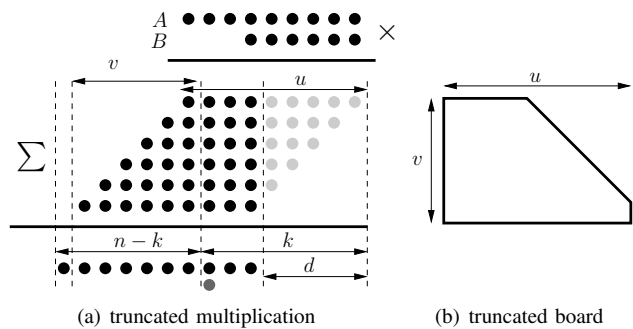 A
B ×
v
u
u
∑
v
n − k
k
d
(a) truncated multiplication
(b) truncated board